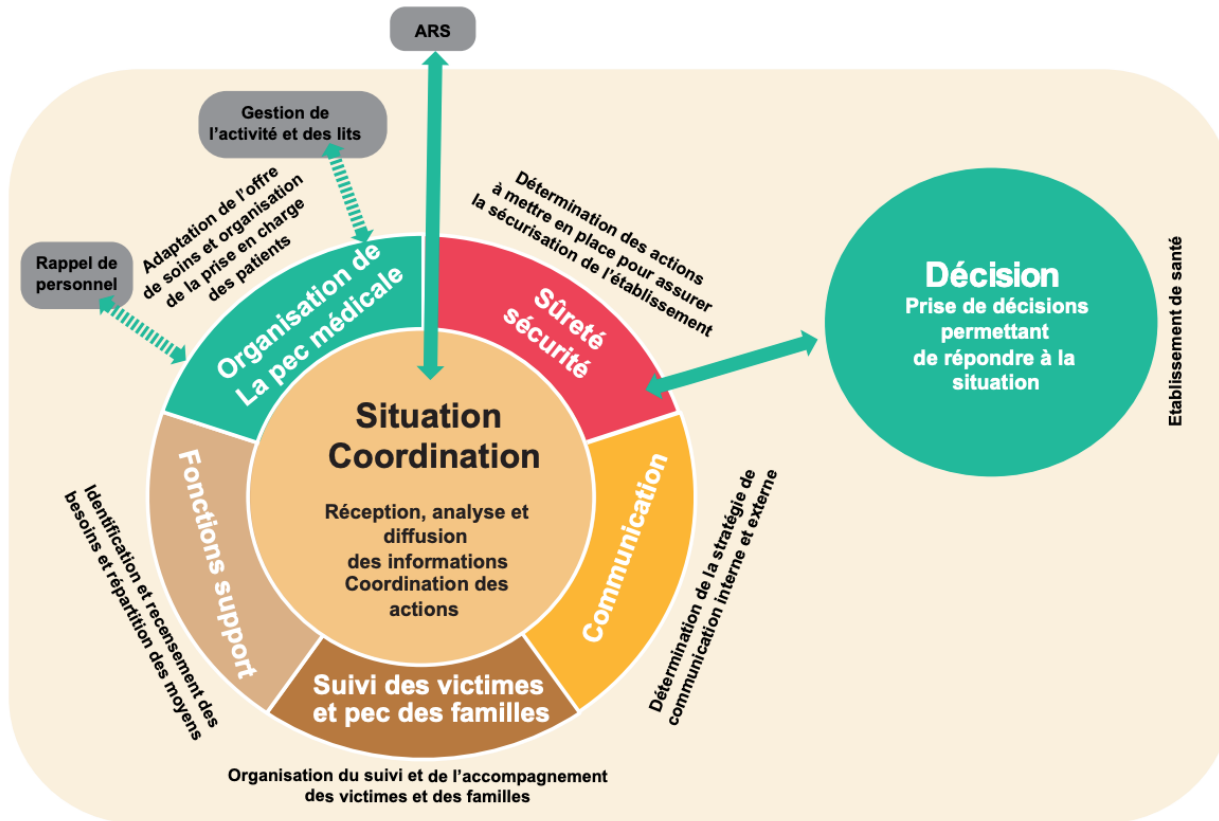 ARS
Gestion de
l'activité et des lits
Rappel de
personnel
Adaptation de l'offre
de soins et organisation
de la prise en charge
des patients
Détermination des actions
à mettre en place pour assurer
la sécurisation de l'établissement
Organisation de
La pec médicale
Sûreté
sécurité
Décision
Prise de décisions
permettant
de répondre à la
situation
Etablissement de santé
Situation
Coordination
Réception, analyse et
diffusion
des informations
Coordination des
actions
Fonctions support
Identification et recensement des
besoins et répartition des moyens
Communication
Détermination de la stratégie de
communication interne et externe
Suivi des victimes
et pec des familles
Organisation du suivi et de l'accompagnement
des victimes et des familles